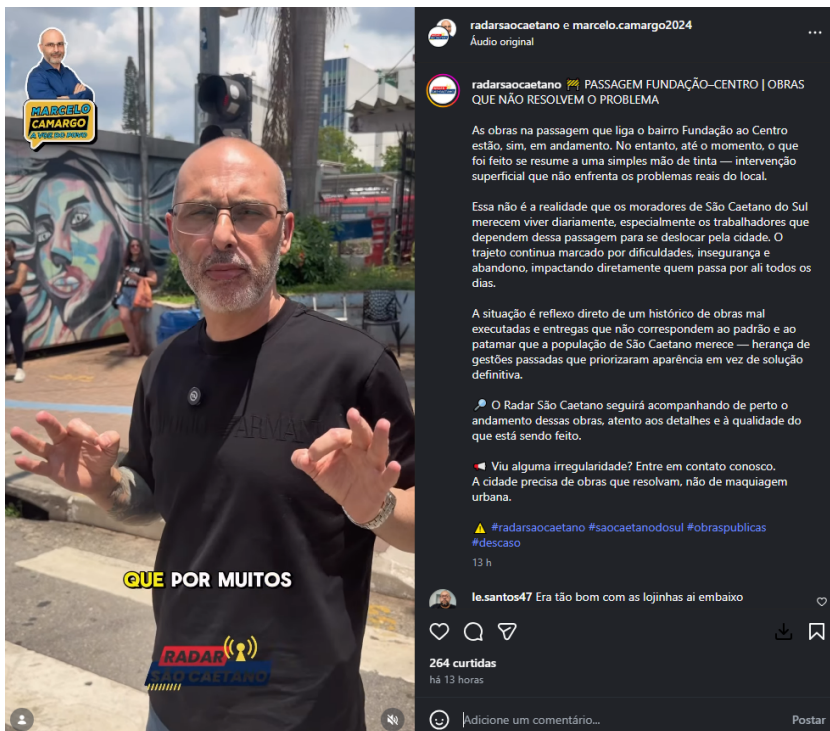 MARCELO
CAMARGO
A VOZ DO POVO
QUE POR MUITOS
RADAR
SÃO CAETANO
radarsaocaetano e marcelo.camargo2024
Áudio original
radarsaocaetano 🚧 PASSAGEM FUNDAÇÃO–CENTRO | OBRAS
QUE NÃO RESOLVEM O PROBLEMA
As obras na passagem que liga o bairro Fundação ao Centro
estão, sim, em andamento. No entanto, até o momento, o que
foi feito se resume a uma simples mão de tinta — intervenção
superficial que não enfrenta os problemas reais do local.
Essa não é a realidade que os moradores de São Caetano do Sul
merecem viver diariamente, especialmente os trabalhadores que
dependem dessa passagem para se deslocar pela cidade. O
trajeto continua marcado por dificuldades, insegurança e
abandono, impactando diretamente quem passa por ali todos os
dias.
A situação é reflexo direto de um histórico de obras mal
executadas e entregas que não correspondem ao padrão e ao
patamar que a população de São Caetano merece — herança de
gestões passadas que priorizaram aparência em vez de solução
definitiva.
🔎 O Radar São Caetano seguirá acompanhando de perto o
andamento dessas obras, atento aos detalhes e à qualidade do
que está sendo feito.
📢 Viu alguma irregularidade? Entre em contato conosco.
A cidade precisa de obras que resolvam, não de maquiagem
urbana.
⚠️ #radarsaocaetano #saocaetanodosul #obraspublicas
#descaso
13 h
le.santos47 Era tão bom com as lojinhas ai embaixo
264 curtidas
há 13 horas
Adicione um comentário...
Postar